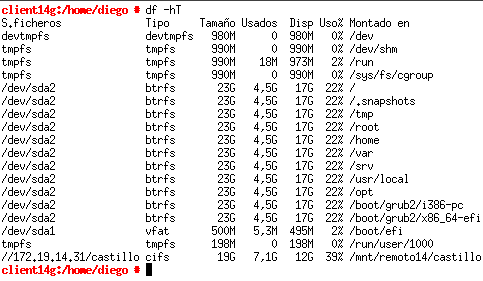 client14g:/home/diego # df -hT
S.ficheros Tipo Tamaño Usados Disp Uso% Montado en
devtmpfs devtmpfs 980M 0 980M 0% /dev
tmpfs tmpfs 990M 0 990M 0% /dev/shm
tmpfs tmpfs 990M 18M 973M 2% /run
tmpfs tmpfs 990M 0 990M 0% /sys/fs/cgroup
/dev/sda2 btrfs 23G 4,5G 17G 22% /
/dev/sda2 btrfs 23G 4,5G 17G 22% /.snapshots
/dev/sda2 btrfs 23G 4,5G 17G 22% /tmp
/dev/sda2 btrfs 23G 4,5G 17G 22% /root
/dev/sda2 btrfs 23G 4,5G 17G 22% /home
/dev/sda2 btrfs 23G 4,5G 17G 22% /var
/dev/sda2 btrfs 23G 4,5G 17G 22% /srv
/dev/sda2 btrfs 23G 4,5G 17G 22% /usr/local
/dev/sda2 btrfs 23G 4,5G 17G 22% /opt
/dev/sda2 btrfs 23G 4,5G 17G 22% /boot/grub2/i386-pc
/dev/sda2 btrfs 23G 4,5G 17G 22% /boot/grub2/x86_64-efi
/dev/sda1 vfat 500M 5,3M 495M 2% /boot/efi
tmpfs tmpfs 198M 0 198M 0% /run/user/1000
//172.19.14.31/castillo cifs 19G 7,1G 12G 39% /mnt/remoto14/castillo
client14g:/home/diego #